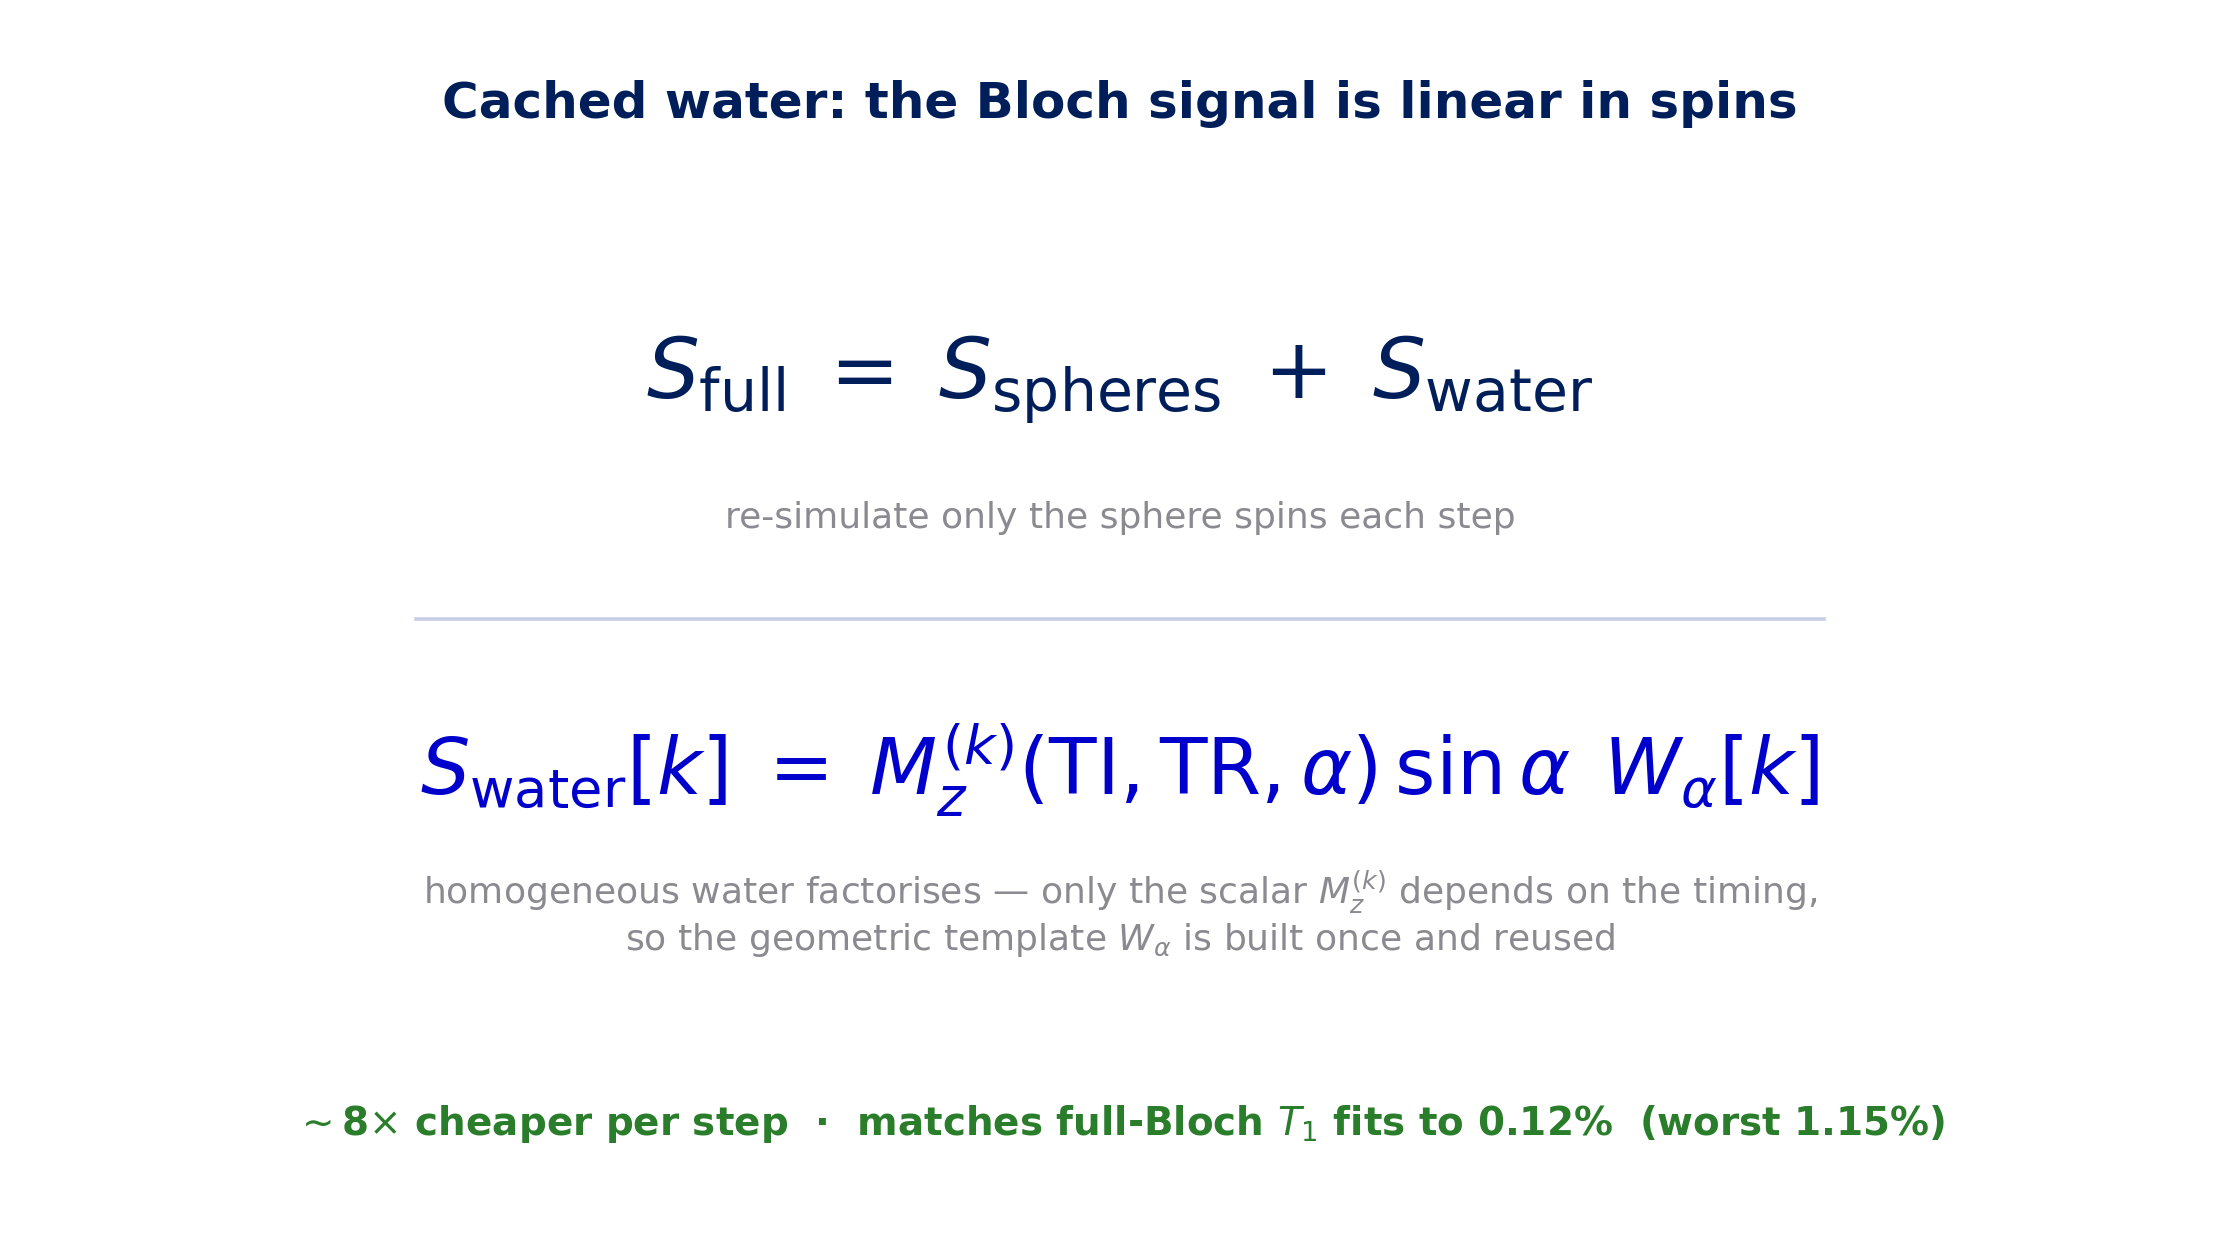 Cached water: the Bloch signal is linear in spins
S_full = S_spheres + S_water
re-simulate only the sphere spins each step
S_water[k] = M_z^(k)(TI, TR, α) sin α W_α[k]
homogeneous water factorises — only the scalar M_z^(k) depends on the timing,
so the geometric template W_α is built once and reused
~8× cheaper per step · matches full-Bloch T_1 fits to 0.12% (worst 1.15%)